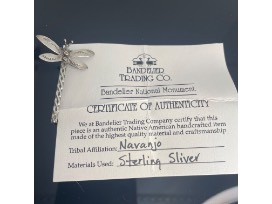 BANDELIER
TRADING CO.
Bandelier National Monument
CERTIFICATE OF AUTHENTICITY
We at Bandelier Trading Company certify that this
piece is an authentic Native American handcrafted item
made of the highest quality material and craftsmanship
Tribal Affiliation: Navanjo
Materials Used: Sterling Sliver